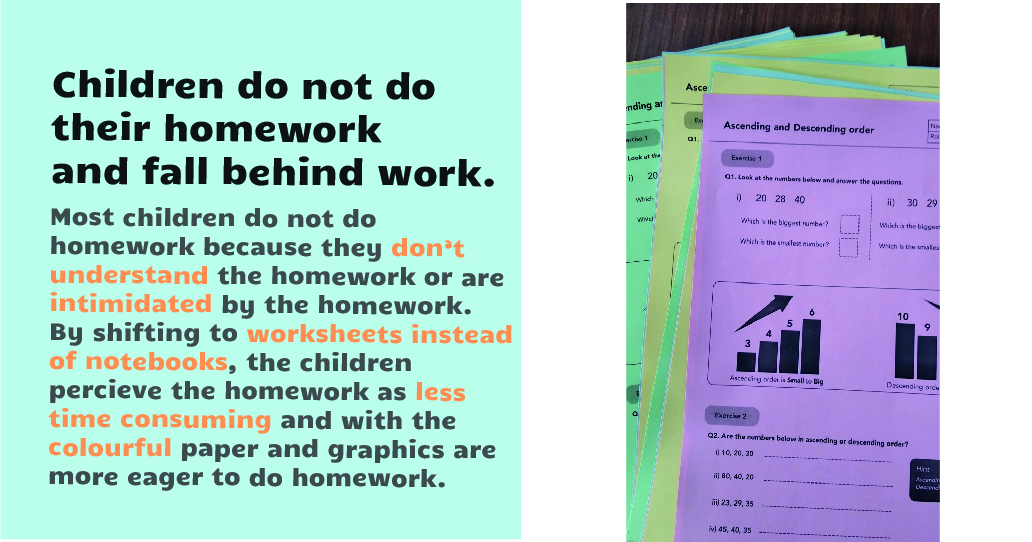 Children do not do
their homework
and fall behind work.
Most children do not do
homework because they don't
understand the homework or are
intimidated by the homework.
By shifting to worksheets instead
of notebooks, the children
percieve the homework as less
time consuming and with the
colourful paper and graphics are
more eager to do homework.
Ascending and Descending order
Exercise 1
Q1. Look at the numbers below and answer the questions.
i) 20 28 40
ii) 30 29
Which is the biggest number?
Which is the biggest
Which is the smallest number?
Which is the smalles
3 4 5 6
10 9
Ascending order is Small to Big
Descending orde
Exercise 2
Q2. Are the numbers below in ascending or descending order?
i) 10, 20, 30
ii) 80, 40, 20
iii) 23, 29, 35
iv) 45, 40, 35
Hint
Ascendin
Descendi
nding ar
ercise 1
Look at the
i) 20
Which
Which
Asce
Q1.